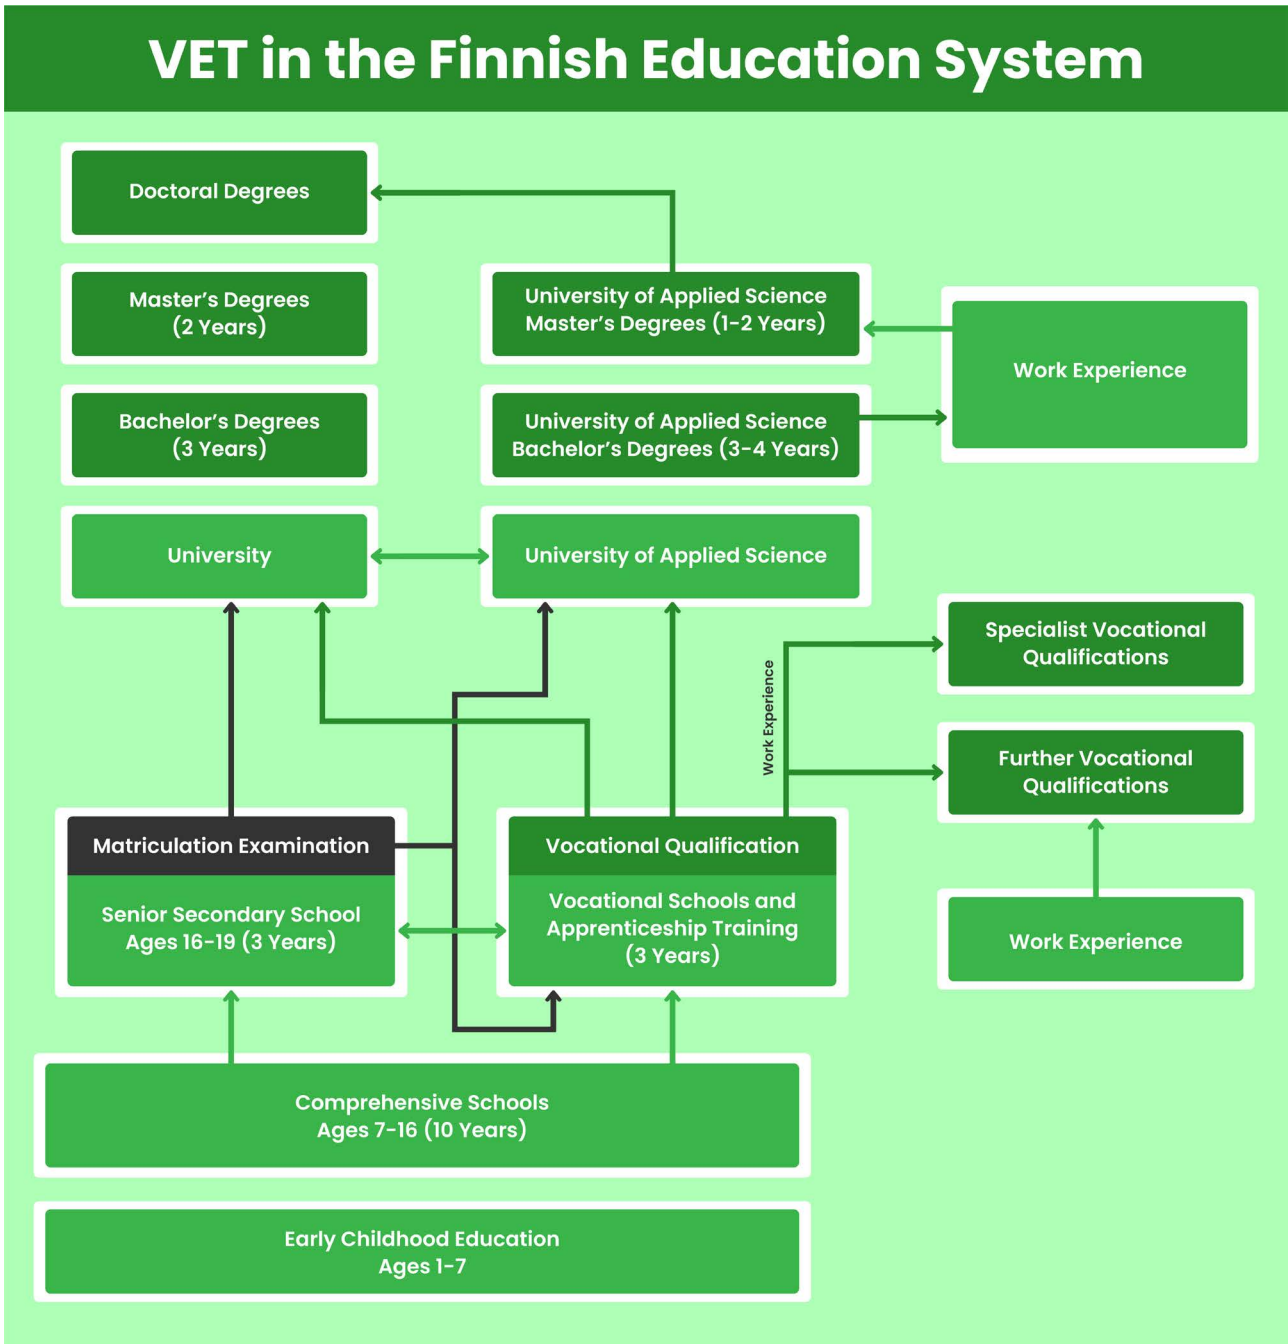 VET in the Finnish Education System
Doctoral Degrees
Master's Degrees
(2 Years)
University of Applied Science
Master's Degrees (1-2 Years)
Work Experience
Bachelor's Degrees
(3 Years)
University of Applied Science
Bachelor's Degrees (3-4 Years)
University
University of Applied Science
Specialist Vocational
Qualifications
Work Experience
Further Vocational
Qualifications
Matriculation Examination
Senior Secondary School
Ages 16-19 (3 Years)
Vocational Qualification
Vocational Schools and
Apprenticeship Training
(3 Years)
Work Experience
Comprehensive Schools
Ages 7-16 (10 Years)
Early Childhood Education
Ages 1-7